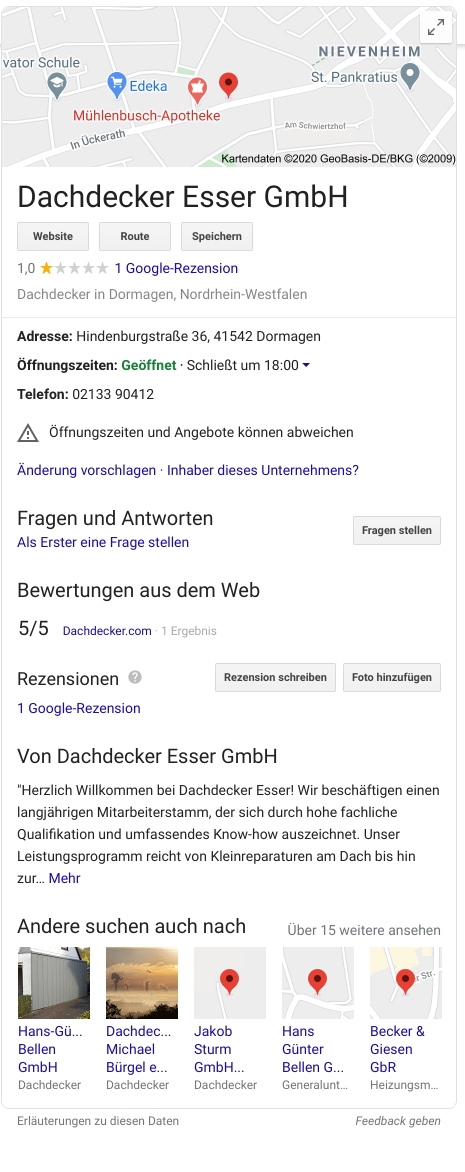 NIEVENHEIM
vator Schule
St. Pankratius
Edeka
Mühlenbusch-Apotheke
Am Schwiertzhof
In Ückerath
Kartendaten ©2020 GeoBasis-DE/BKG (©2009)
Dachdecker Esser GmbH
Website Route Speichern
1,0 1 Google-Rezension
Dachdecker in Dormagen, Nordrhein-Westfalen
Adresse: Hindenburgstraße 36, 41542 Dormagen
Öffnungszeiten: Geöffnet · Schließt um 18:00
Telefon: 02133 90412
Öffnungszeiten und Angebote können abweichen
Änderung vorschlagen · Inhaber dieses Unternehmens?
Fragen und Antworten
Fragen stellen
Als Erster eine Frage stellen
Bewertungen aus dem Web
5/5 Dachdecker.com · 1 Ergebnis
Rezensionen ? Rezension schreiben Foto hinzufügen
1 Google-Rezension
Von Dachdecker Esser GmbH
"Herzlich Willkommen bei Dachdecker Esser! Wir beschäftigen einen
langjährigen Mitarbeiterstamm, der sich durch hohe fachliche
Qualifikation und umfassendes Know-how auszeichnet. Unser
Leistungsprogramm reicht von Kleinreparaturen am Dach bis hin
zur... Mehr
Andere suchen auch nach Über 15 weitere ansehen
r Str.
Hans-Gü... Dachdec... Jakob Hans Becker &
Bellen Michael Sturm Günter Giesen
GmbH Bürgel e... GmbH... Bellen G... GbR
Dachdecker Dachdecker Dachdecker Generalunt... Heizungsm...
Erläuterungen zu diesen Daten Feedback geben